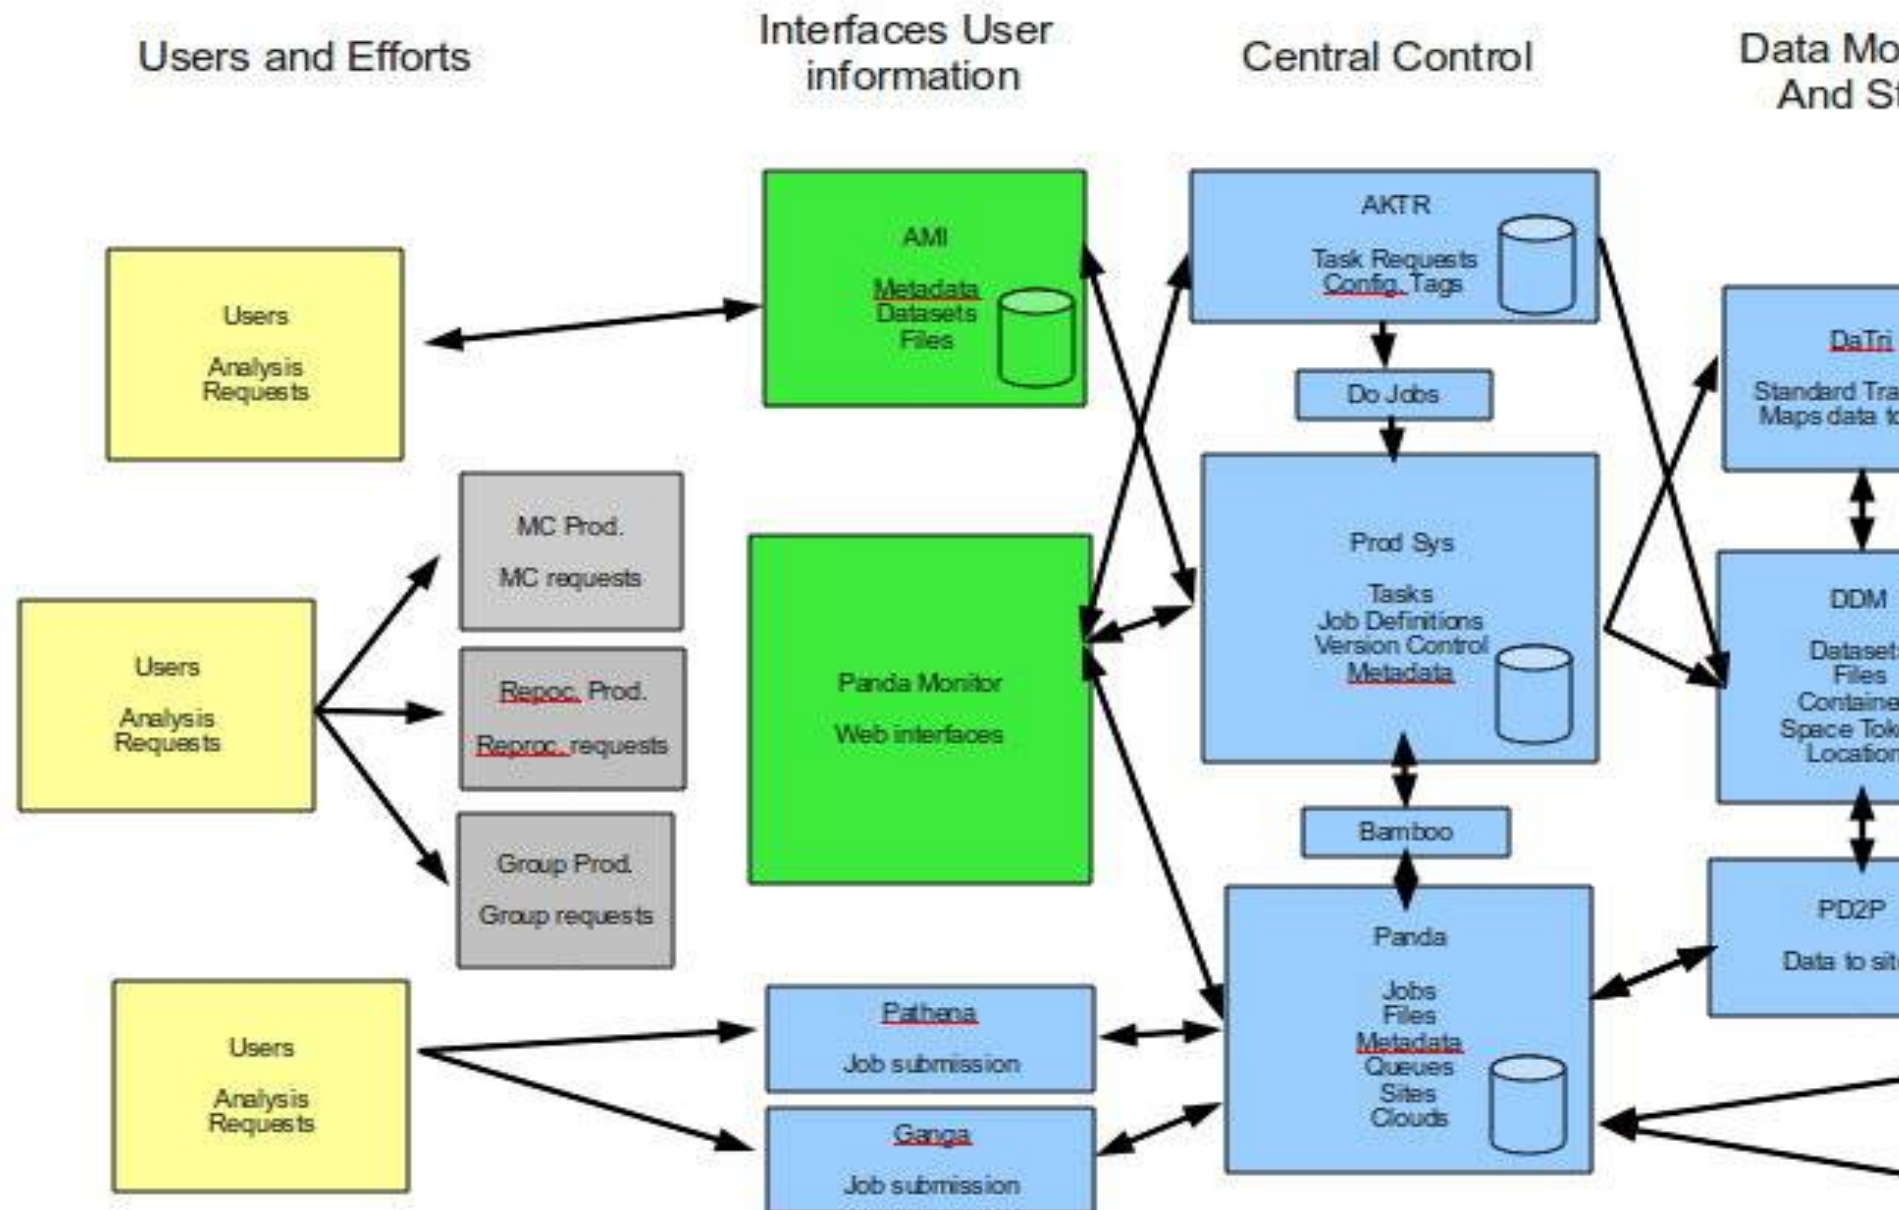 Users and Efforts
Interfaces User
information
Central Control
Data Mo
And St
Users
Analysis
Requests
AMI
Metadata
Datasets
Files
AKTR
Task Requests
Config. Tags
Do Jobs
DaTri
Standard Tra
Maps data to
MC Prod.
MC requests
Users
Analysis
Requests
Repoc. Prod.
Reproc. requests
Group Prod.
Group requests
Panda Monitor
Web interfaces
Prod Sys
Tasks
Job Definitions
Version Control
Metadata
Bamboo
DDM
Datasets
Files
Containe
Space Tok
Location
PD2P
Data to sit
Users
Analysis
Requests
Pathena
Job submission
Ganga
Job submission
Panda
Jobs
Files
Metadata
Queues
Sites
Clouds